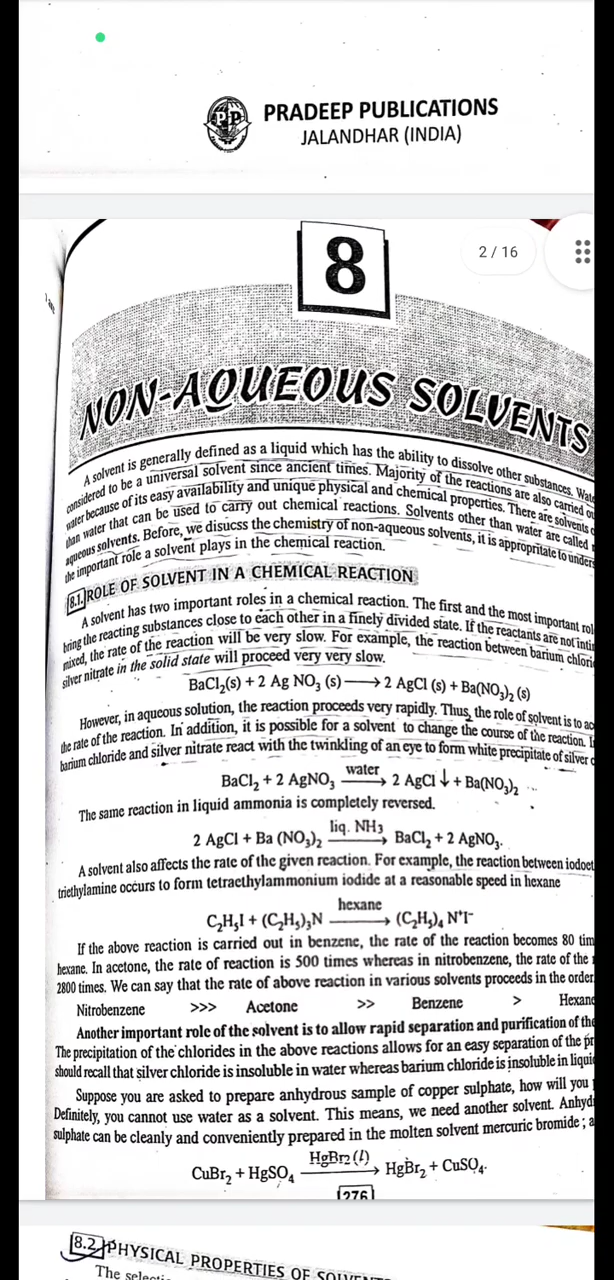 PP
PRADEEP PUBLICATIONS
JALANDHAR (INDIA)
8
2 / 16
NON-AQUEOUS SOLVENTS
A solvent is generally defined as a liquid which has the ability to dissolve other substances. Wate
considered to be a universal solvent since ancient times. Majority of the reactions are also carried ou
water because of its easy availability and unique physical and chemical properties. There are solvents o
than water that can be used to carry out chemical reactions. Solvents other than water are called
aqueous solvents. Before, we disucss the chemistry of non-aqueous solvents, it is appropritate to unders
the important role a solvent plays in the chemical reaction.
8.1. ROLE OF SOLVENT IN A CHEMICAL REACTION
A solvent has two important roles in a chemical reaction. The first and the most important rol
bring the reacting substances close to each other in a finely divided state. If the reactants are not inti
mixed, the rate of the reaction will be very slow. For example, the reaction between barium chlori
silver nitrate in the solid state will proceed very very slow.
BaCl₂(s) + 2 Ag NO₃ (s) ⟶ 2 AgCl (s) + Ba(NO₃)₂ (s)
However, in aqueous solution, the reaction proceeds very rapidly. Thus, the role of solvent is to ac
the rate of the reaction. In addition, it is possible for a solvent to change the course of the reaction. I
barium chloride and silver nitrate react with the twinkling of an eye to form white precipitate of silver c
BaCl₂ + 2 AgNO₃ water→ 2 AgCl ↓ + Ba(NO₃)₂
The same reaction in liquid ammonia is completely reversed.
2 AgCl + Ba (NO₃)₂ liq. NH₃→ BaCl₂ + 2 AgNO₃.
A solvent also affects the rate of the given reaction. For example, the reaction between iodoet
triethylamine occurs to form tetraethylammonium iodide at a reasonable speed in hexane
C₂H₅I + (C₂H₅)₃N hexane→ (C₂H₅)₄ N⁺I⁻
If the above reaction is carried out in benzene, the rate of the reaction becomes 80 tim
hexane. In acetone, the rate of reaction is 500 times whereas in nitrobenzene, the rate of the
2800 times. We can say that the rate of above reaction in various solvents proceeds in the order
Nitrobenzene >>> Acetone >> Benzene > Hexane
Another important role of the solvent is to allow rapid separation and purification of the
The precipitation of the chlorides in the above reactions allows for an easy separation of the pr
should recall that silver chloride is insoluble in water whereas barium chloride is insoluble in liquid
Suppose you are asked to prepare anhydrous sample of copper sulphate, how will you
Definitely, you cannot use water as a solvent. This means, we need another solvent. Anhyd
sulphate can be cleanly and conveniently prepared in the molten solvent mercuric bromide ; a
CuBr₂ + HgSO₄ HgBr₂ (l)→ HgBr₂ + CuSO₄.
276
8.2 PHYSICAL PROPERTIES OF SOLVENT
The selecti